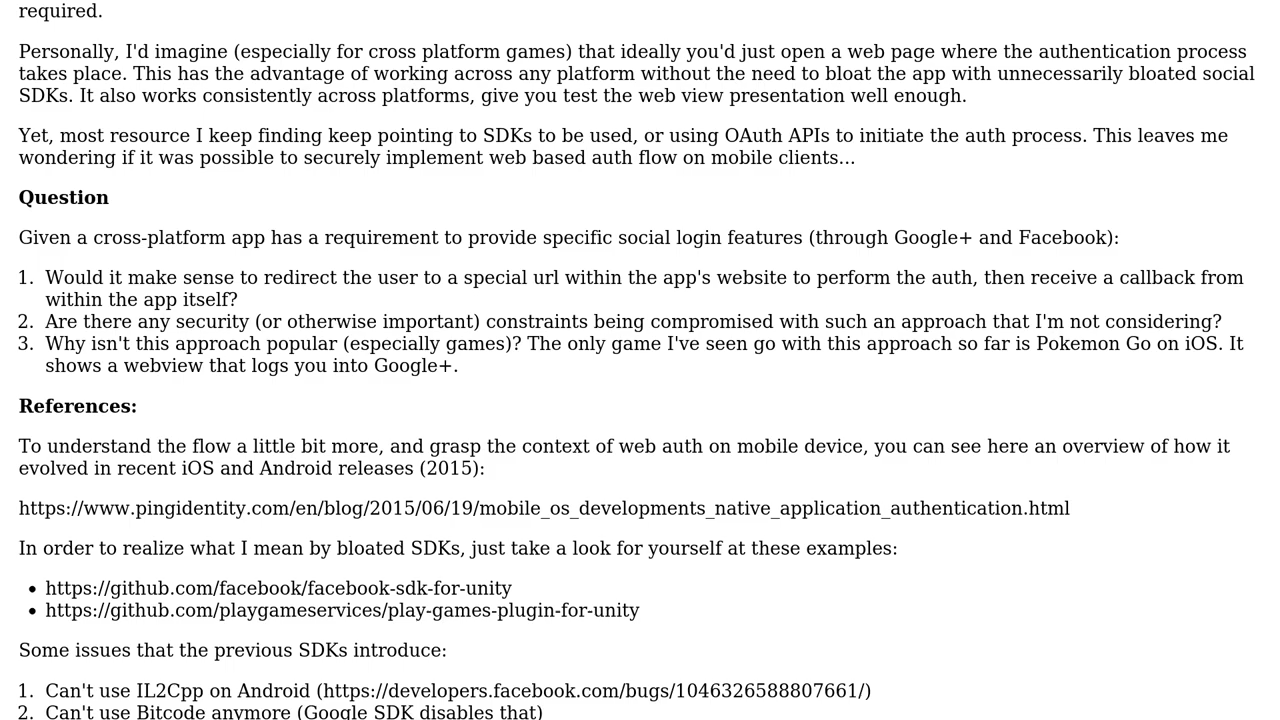 required.
Personally, I'd imagine (especially for cross platform games) that ideally you'd just open a web page where the authentication process
takes place. This has the advantage of working across any platform without the need to bloat the app with unnecessarily bloated social
SDKs. It also works consistently across platforms, give you test the web view presentation well enough.
Yet, most resource I keep finding keep pointing to SDKs to be used, or using OAuth APIs to initiate the auth process. This leaves me
wondering if it was possible to securely implement web based auth flow on mobile clients...
Question
Given a cross-platform app has a requirement to provide specific social login features (through Google+ and Facebook):
1. Would it make sense to redirect the user to a special url within the app's website to perform the auth, then receive a callback from
within the app itself?
2. Are there any security (or otherwise important) constraints being compromised with such an approach that I'm not considering?
3. Why isn't this approach popular (especially games)? The only game I've seen go with this approach so far is Pokemon Go on iOS. It
shows a webview that logs you into Google+.
References:
To understand the flow a little bit more, and grasp the context of web auth on mobile device, you can see here an overview of how it
evolved in recent iOS and Android releases (2015):
https://www.pingidentity.com/en/blog/2015/06/19/mobile_os_developments_native_application_authentication.html
In order to realize what I mean by bloated SDKs, just take a look for yourself at these examples:
• https://github.com/facebook/facebook-sdk-for-unity
• https://github.com/playgameservices/play-games-plugin-for-unity
Some issues that the previous SDKs introduce:
1. Can't use IL2Cpp on Android (https://developers.facebook.com/bugs/1046326588807661/)
2. Can't use Bitcode anymore (Google SDK disables that)